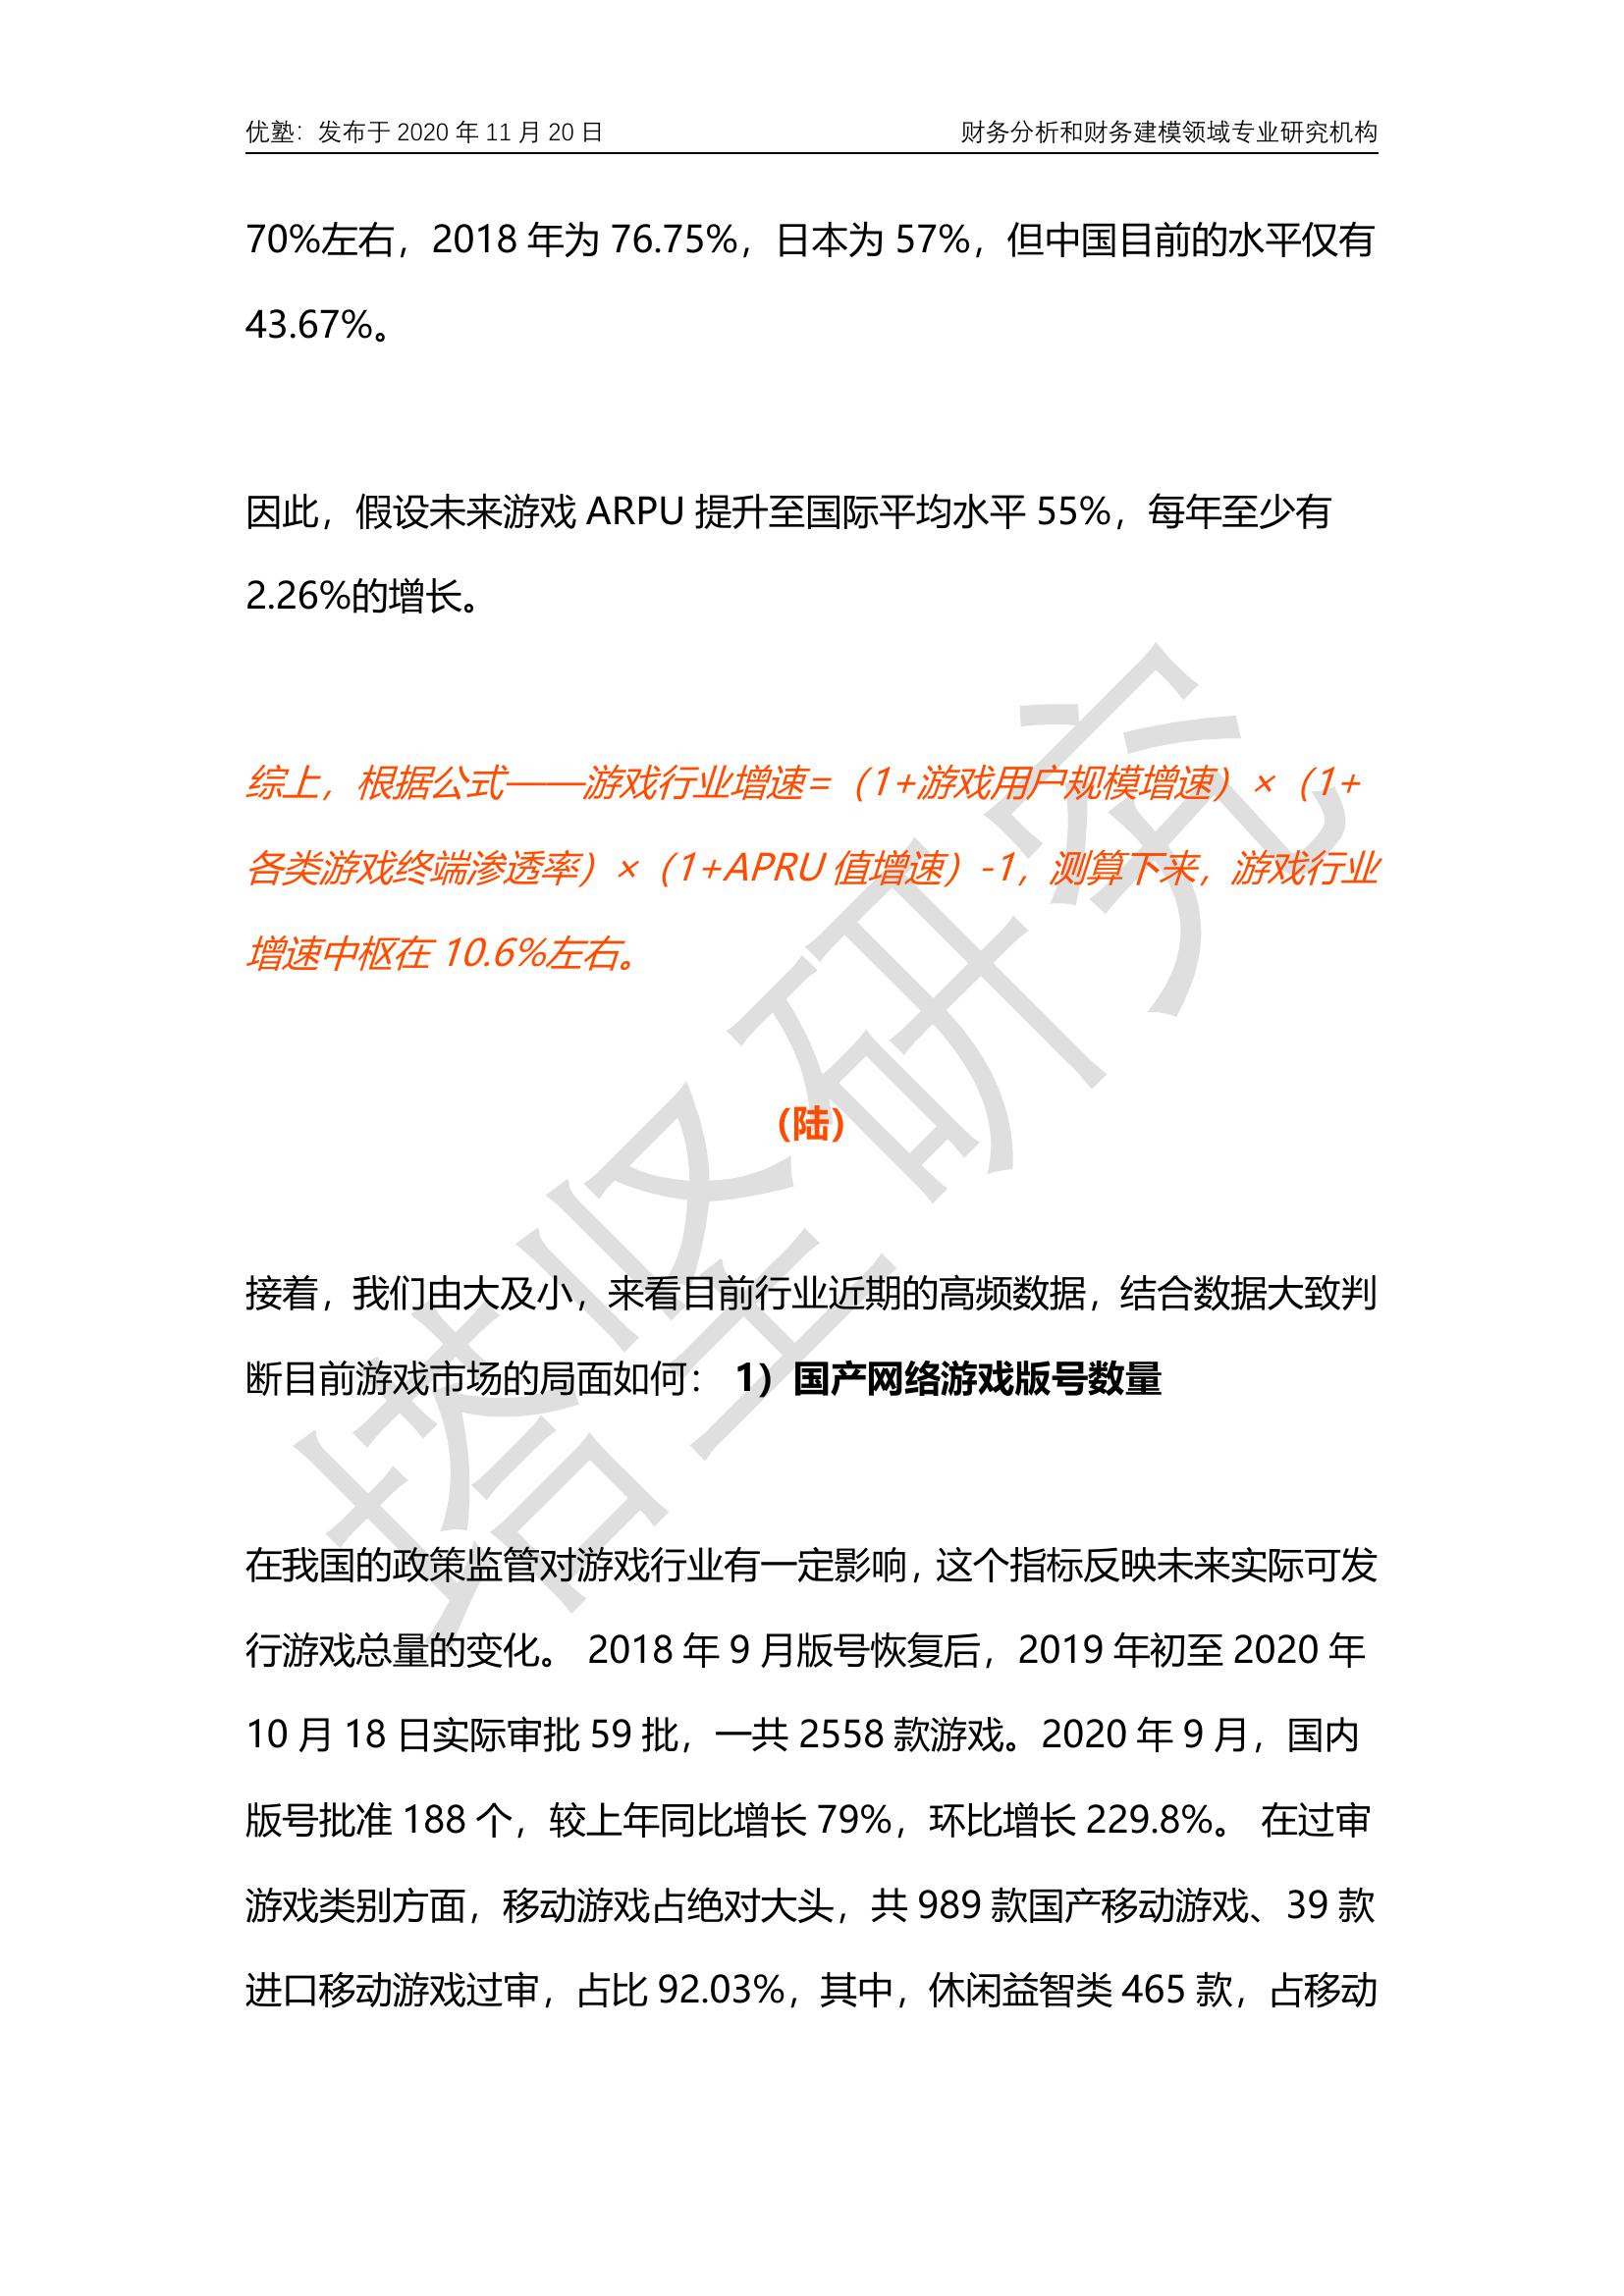 优塾：发布于 2020 年 11 月 20 日 财务分析和财务建模领域专业研究机构
70%左右，2018 年为 76.75%，日本为 57%，但中国目前的水平仅有
43.67%。
因此，假设未来游戏 ARPU 提升至国际平均水平 55%，每年至少有
2.26%的增长。
综上，根据公式——游戏行业增速=（1+游戏用户规模增速）×（1+
各类游戏终端渗透率）×（1+APRU 值增速）-1，测算下来，游戏行业
增速中枢在 10.6%左右。
（陆）
接着，我们由大及小，来看目前行业近期的高频数据，结合数据大致判
断目前游戏市场的局面如何： 1）国产网络游戏版号数量
在我国的政策监管对游戏行业有一定影响，这个指标反映未来实际可发
行游戏总量的变化。 2018 年 9 月版号恢复后，2019 年初至 2020 年
10 月 18 日实际审批 59 批，一共 2558 款游戏。2020 年 9 月，国内
版号批准 188 个，较上年同比增长 79%，环比增长 229.8%。 在过审
游戏类别方面，移动游戏占绝对大头，共 989 款国产移动游戏、39 款
进口移动游戏过审，占比 92.03%，其中，休闲益智类 465 款，占移动
塔坚研究